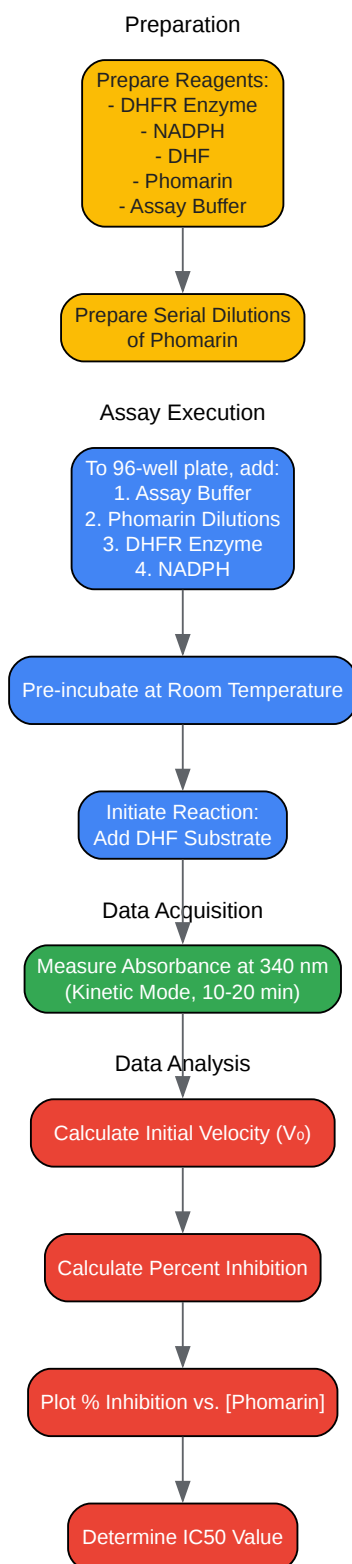 Preparation
Prepare Reagents:
- DHFR Enzyme
- NADPH
- DHF
- Phomarin
- Assay Buffer
Prepare Serial Dilutions
of Phomarin
Assay Execution
To 96-well plate, add:
1. Assay Buffer
2. Phomarin Dilutions
3. DHFR Enzyme
4. NADPH
Pre-incubate at Room Temperature
Initiate Reaction:
Add DHF Substrate
Data Acquisition
Measure Absorbance at 340 nm
(Kinetic Mode, 10-20 min)
Data Analysis
Calculate Initial Velocity (V₀)
Calculate Percent Inhibition
Plot % Inhibition vs. [Phomarin]
Determine IC50 Value